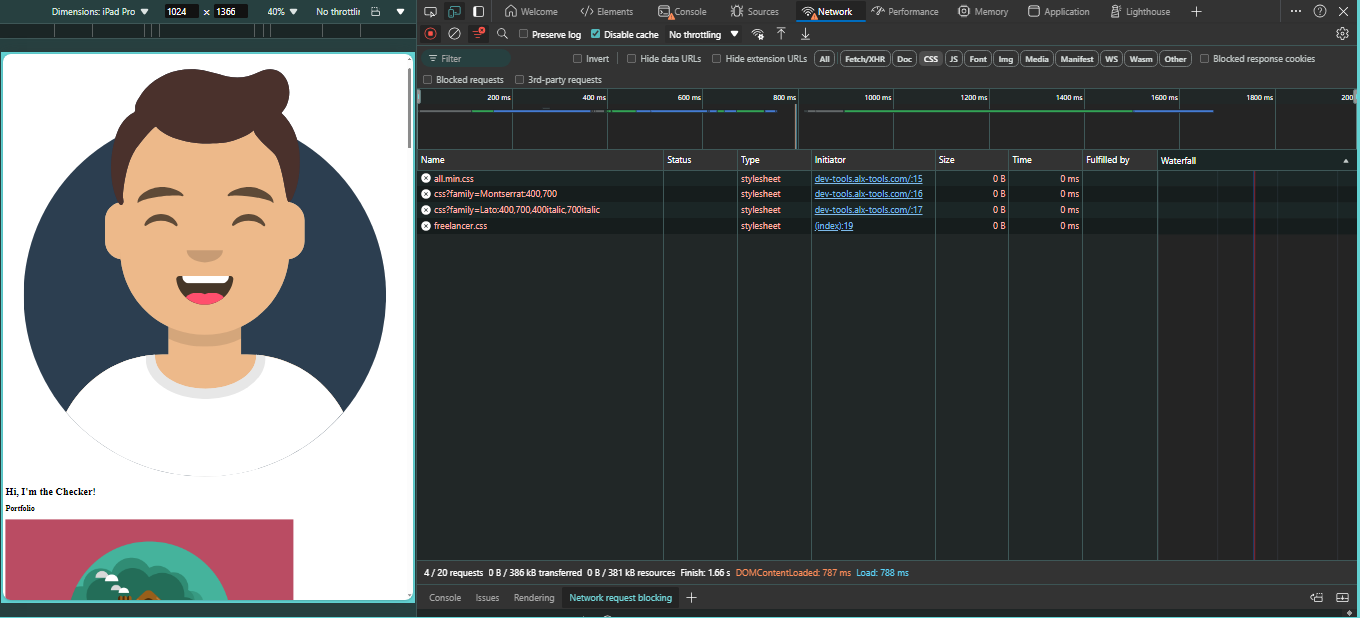 Dimensions: iPad Pro 1024 × 1366 40% No throttlir
Welcome Elements Console Sources Network Performance Memory Application Lighthouse
Preserve log Disable cache No throttling
Filter Invert Hide data URLs Hide extension URLs All Fetch/XHR Doc CSS JS Font Img Media Manifest WS Wasm Other Blocked response cookies
Blocked requests 3rd-party requests
200 ms 400 ms 600 ms 800 ms 1000 ms 1200 ms 1400 ms 1600 ms 1800 ms 200
Name Status Type Initiator Size Time Fulfilled by Waterfall
all.min.css stylesheet dev-tools.alx-tools.com/:15 0 B 0 ms
css?family=Montserrat:400,700 stylesheet dev-tools.alx-tools.com/:16 0 B 0 ms
css?family=Lato:400,700,400italic,700italic stylesheet dev-tools.alx-tools.com/:17 0 B 0 ms
freelancer.css stylesheet (index):19 0 B 0 ms
Hi, I'm the Checker!
Portfolio
4 / 20 requests 0 B / 386 kB transferred 0 B / 381 kB resources Finish: 1.66 s DOMContentLoaded: 787 ms Load: 788 ms
Console Issues Rendering Network request blocking